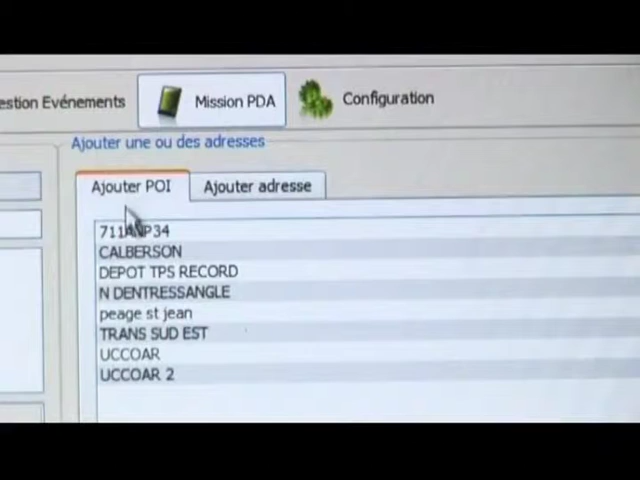 estion Evénements
Mission PDA
Configuration
Ajouter une ou des adresses
Ajouter POI
Ajouter adresse
CALBERSON
DEPOT TPS RECORD
N DENTRESSANGLE
peage st jean
TRANS SUD EST
UCCOAR
UCCOAR 2